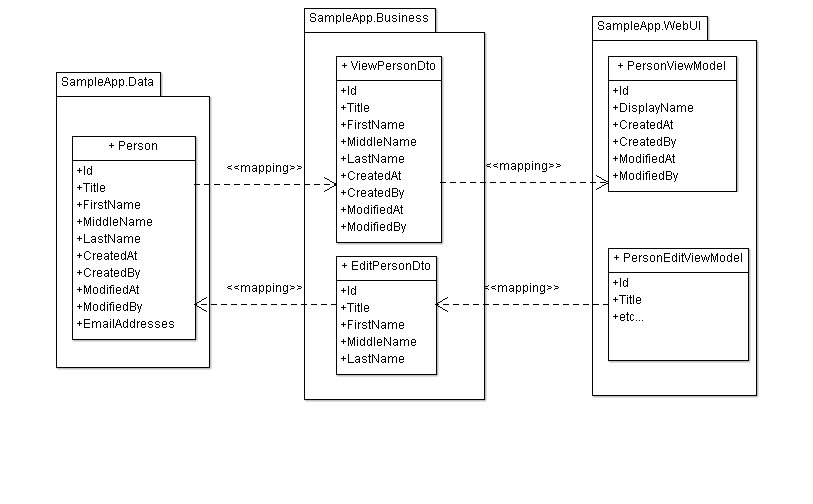 SampleApp.Data
+ Person
+Id
+Title
+FirstName
+MiddleName
+LastName
+CreatedAt
+CreatedBy
+ModifiedAt
+ModifiedBy
+EmailAddresses
<<mapping>>
<<mapping>>
SampleApp.Business
+ ViewPersonDto
+Id
+Title
+FirstName
+MiddleName
+LastName
+CreatedAt
+CreatedBy
+ModifiedAt
+ModifiedBy
+ EditPersonDto
+Id
+Title
+FirstName
+MiddleName
+LastName
<<mapping>>
<<mapping>>
SampleApp.WebUI
+ PersonViewModel
+Id
+DisplayName
+CreatedAt
+CreatedBy
+ModifiedAt
+ModifiedBy
+ PersonEditViewModel
+Id
+Title
+etc...